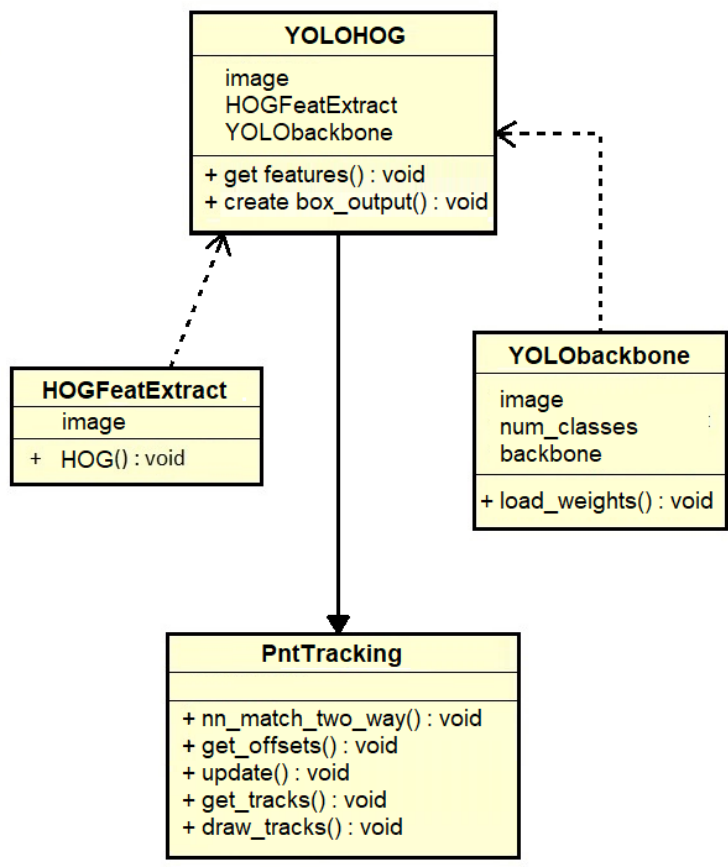 YOLOHOG
image
HOGFeatExtract
YOLObackbone
+ get features() : void
+ create box_output() : void
HOGFeatExtract
image
+ HOG() : void
YOLObackbone
image
num_classes
backbone
+ load_weights() : void
PntTracking
+ nn_match_two_way() : void
+ get_offsets() : void
+ update() : void
+ get_tracks() : void
+ draw_tracks() : void